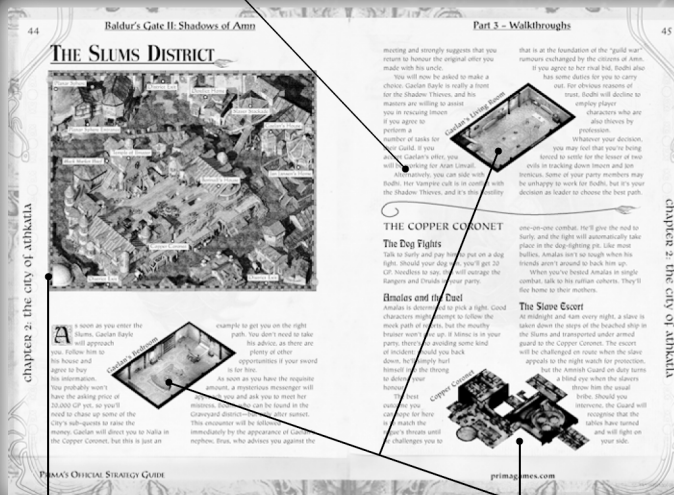 44
Baldur's Gate II: Shadows of Amn
THE SLUMS DISTRICT
Copper Coronet
chapter 2: the city of athkatla
As soon as you enter the
Slums, Gaelan Bayle
will approach
you. Follow him to
his house and
agree to buy
his information.
You probably won't
have the asking price of
20,000 GP yet, so you'll
need to chase up some of the
City's sub-quests to raise the
money. Gaelan will direct you to Nalia in
the Copper Coronet, but this is just an
Gaelan's Bedroom
example to get you on the right
path. You don't need to take
his advice, as there are
plenty of other
opportunities if your sword
is for hire.
As soon as you have the requisite
amount, a mysterious messenger will
you and ask you to meet her
mistress. can be found in the
Graveyard district after sunset.
This encounter will be followed
immediately by the appearance of Gaelan's
nephew, Brus, who advises you against the
PRIMA'S OFFICIAL STRATEGY GUIDE
Part 3 – Walkthroughs
45
meeting and strongly suggests that you
return to honour the original offer you
made with his uncle.
You will now be asked to make a
choice. Gaelan Bayle is really a front
for the Shadow Thieves, and his
masters are willing to assist
you in rescuing Imoen
if you agree to
perform a
number of tasks for
their Guild. If you
accept Gaelan's offer, you
will be working for Aran Linvail.
Alternatively, you can side with
Bodhi. Her Vampire cult is in conflict with
the Shadow Thieves, and it's this hostility
Gaelan's Living Room
that is at the foundation of the "guild war"
rumours exchanged by the citizens of Amn.
If you agree to her rival bid, Bodhi also
has some duties for you to carry
out. For obvious reasons of
trust, Bodhi will decline to
employ player
characters who are
also thieves by
profession.
Whatever your decision,
you may feel that you're being
forced to settle for the lesser of two
evils in tracking down Imoen and Jon
Irenicus. Some of your party members may
be unhappy to work for Bodhi, but it's your
decision as leader to choose the best path.
THE COPPER CORONET
The Dog Fights
Talk to Surly and pay him to put on a dog
fight. Should your dog win, you'll get 20
GP. Needless to say, this will outrage the
Rangers and Druids in your party.
Amalas and the Duel
Amalas is determined to pick a fight. Good
characters might attempt to follow the
meek path of retorts, but the mouthy
bruiser won't give up. If Minsc is in your
party, there's no avoiding some kind
of incident. Should you back
down, he'll simply hurl
himself into the throng
to defend your
honour.
The best
outcome you
can hope for here
is to match the
rogue's threats until
he challenges you to
Copper Coronet
one-on-one combat. He'll give the nod to
Surly, and the fight will automatically take
place in the dog-fighting pit. Like most
bullies, Amalas isn't so tough when his
friends aren't around to back him up.
When you've bested Amalas in single
combat, talk to his ruffian cohorts. They'll
flee home to their mothers.
The Slave Escort
At midnight and 4am every night, a slave is
taken down the steps of the beached ship in
the Slums and transported under armed
guard to the Copper Coronet. The escort
will be challenged on route when the slave
appeals to the night watch for protection,
but the Amnish Guard on duty turns
a blind eye when the slavers
throw him the usual
bribe. Should you
intervene, the Guard will
recognise that the
tables have turned
and will fight on
your side.
primagames.com
chapter 2: the city of athkatla